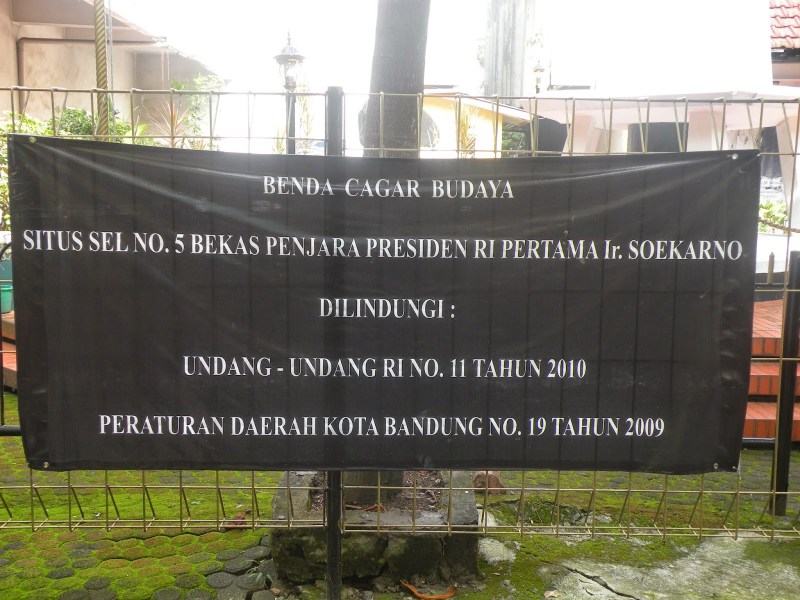 BENDA CAGAR BUDAYA
SITUS SEL NO. 5 BEKAS PENJARA PRESIDEN RI PERTAMA Ir. SOEKARNO
DILINDUNGI :
UNDANG - UNDANG RI NO. 11 TAHUN 2010
PERATURAN DAERAH KOTA BANDUNG NO. 19 TAHUN 2009